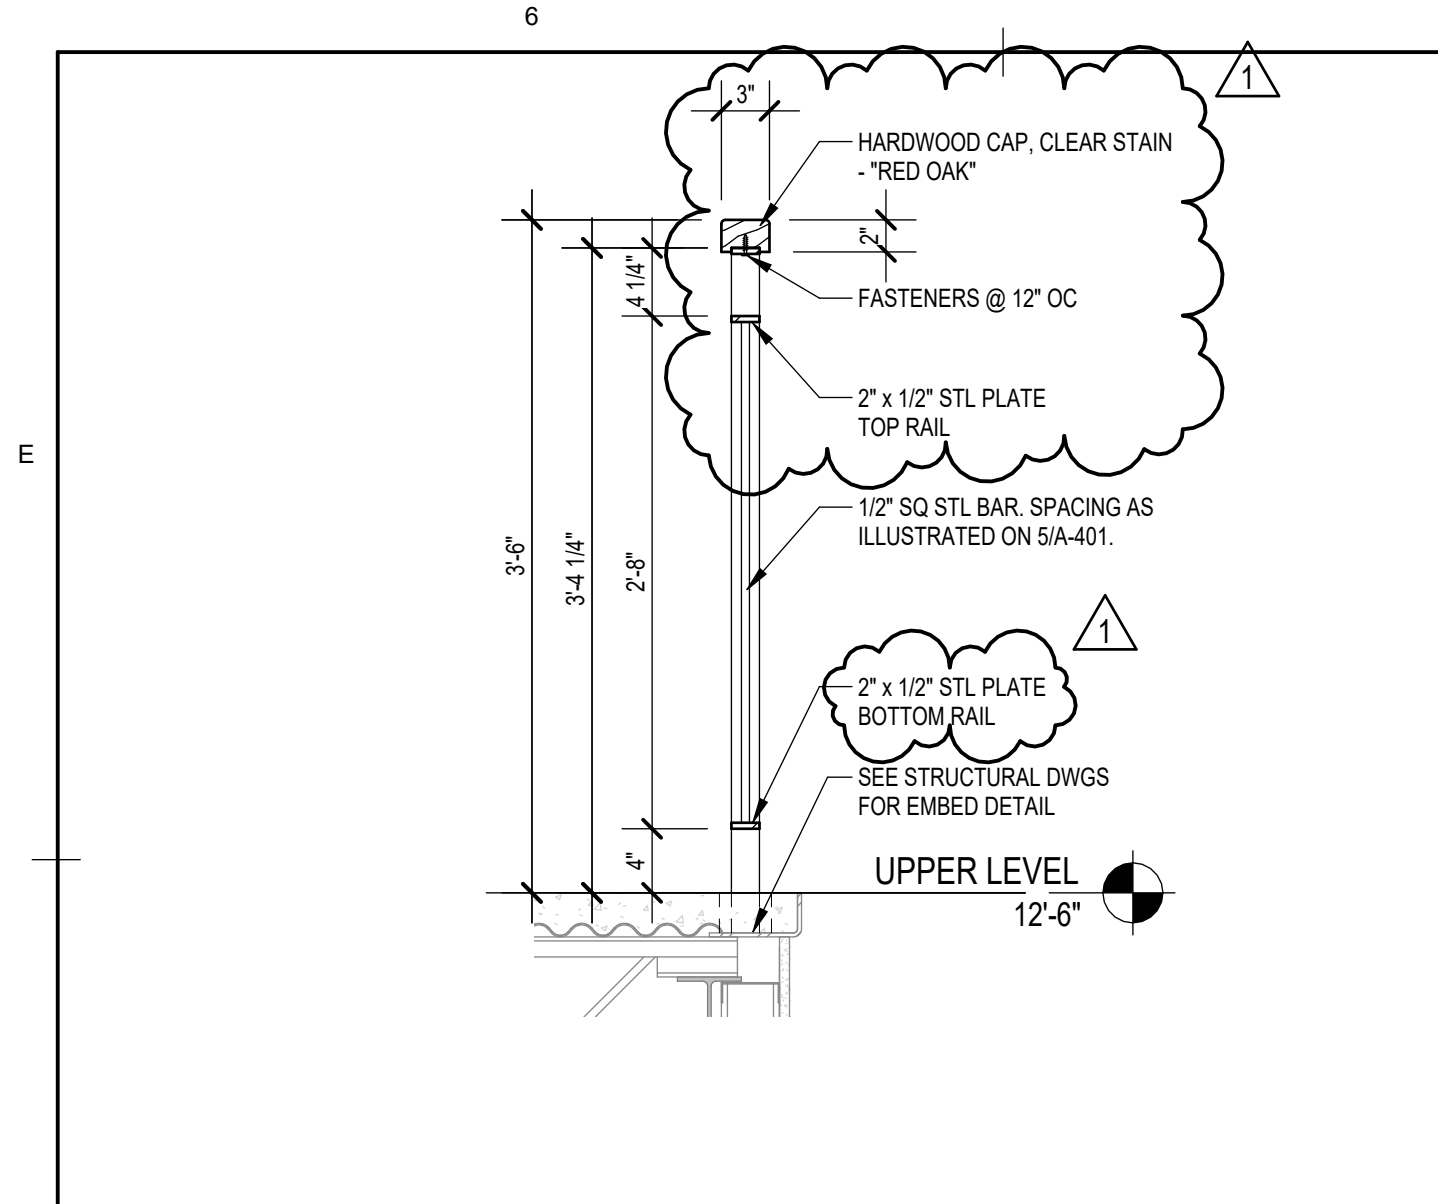 6
1
3"
HARDWOOD CAP, CLEAR STAIN
- "RED OAK"
2"
4 1/4"
FASTENERS @ 12" OC
2" x 1/2" STL PLATE
TOP RAIL
E
1/2" SQ STL BAR. SPACING AS
ILLUSTRATED ON 5/A-401.
3'-6"
3'-4 1/4"
2'-8"
1
2" x 1/2" STL PLATE
BOTTOM RAIL
SEE STRUCTURAL DWGS
FOR EMBED DETAIL
4"
UPPER LEVEL
12'-6"